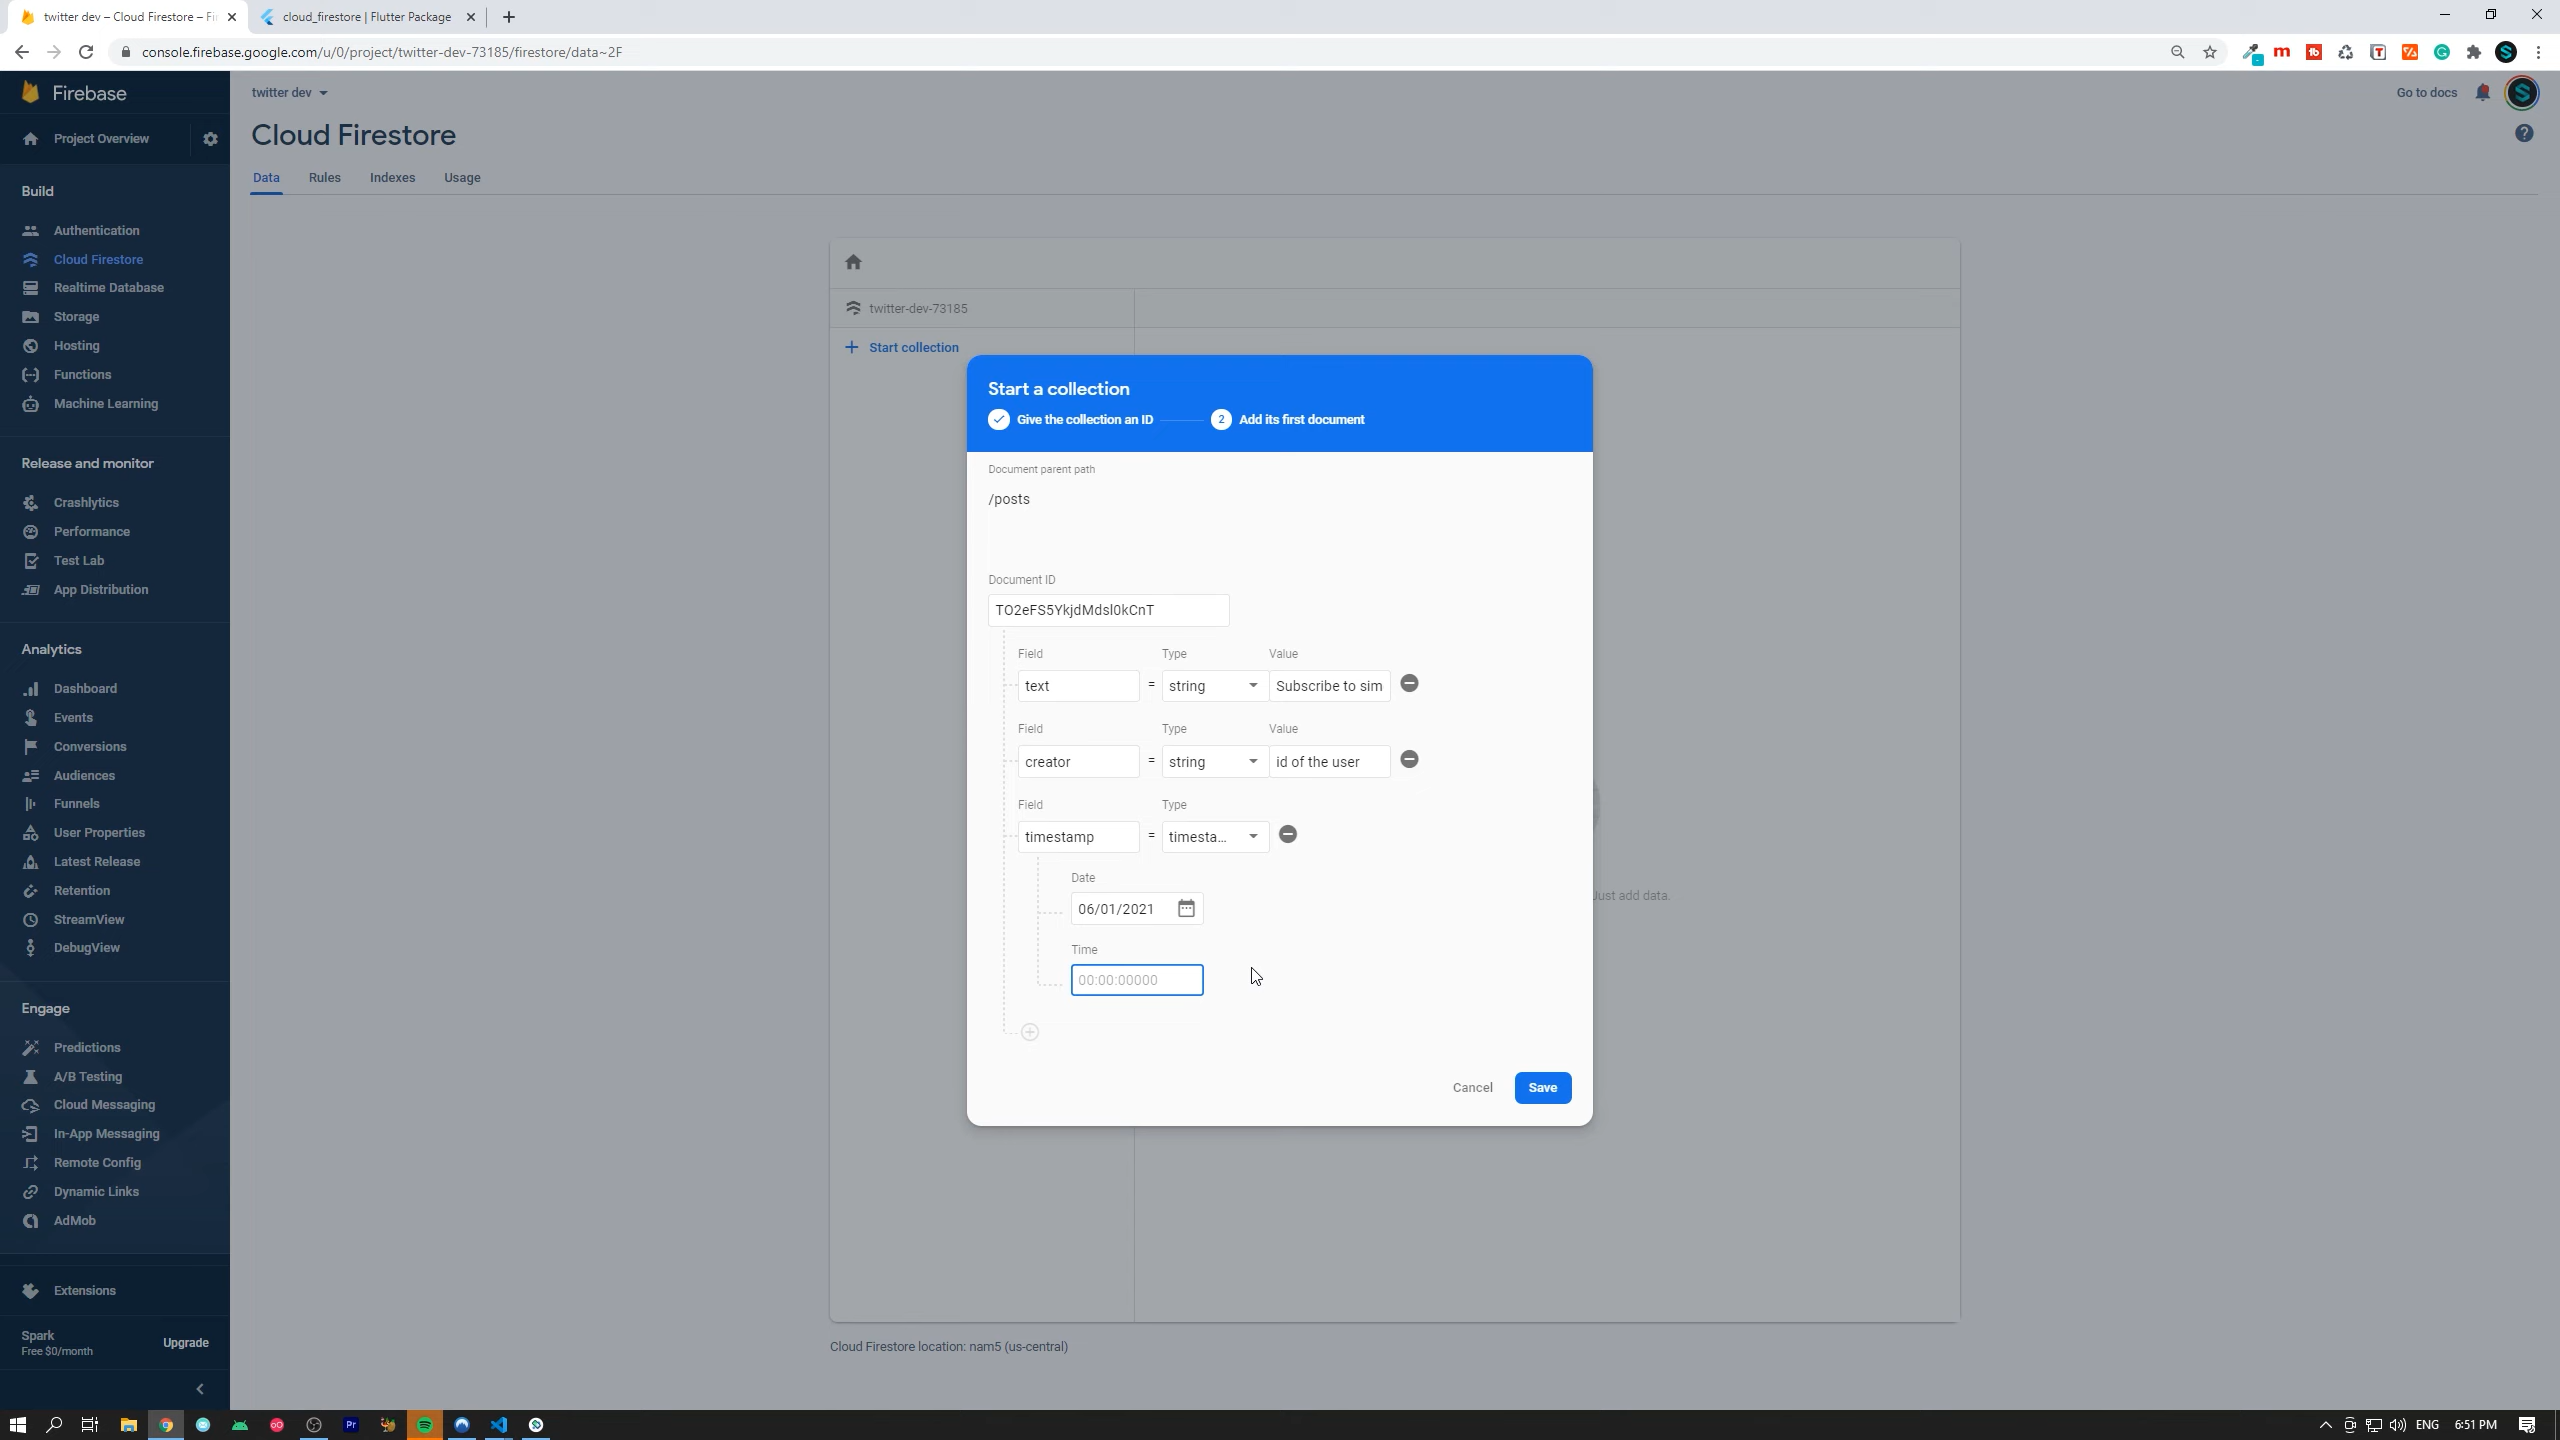 twitter dev – Cloud Firestore – Fi
cloud_firestore | Flutter Package
console.firebase.google.com/u/0/project/twitter-dev-73185/firestore/data~2F
Firebase
twitter dev
Go to docs
Project Overview
Cloud Firestore
Data Rules Indexes Usage
Build
Authentication
Cloud Firestore
Realtime Database
Storage
Hosting
Functions
Machine Learning
Release and monitor
Crashlytics
Performance
Test Lab
App Distribution
Analytics
Dashboard
Events
Conversions
Audiences
Funnels
User Properties
Latest Release
Retention
StreamView
DebugView
Engage
Predictions
A/B Testing
Cloud Messaging
In-App Messaging
Remote Config
Dynamic Links
AdMob
Extensions
Spark
Free $0/month
Upgrade
twitter-dev-73185
Start collection
Start a collection
Give the collection an ID
2 Add its first document
Document parent path
/posts
Document ID
TO2eFS5YkjdMdsl0kCnT
Field Type Value
text = string Subscribe to sim
Field Type Value
creator = string id of the user
Field Type
timestamp = timesta...
Date
06/01/2021
Time
00:00:00000
Cancel Save
Just add data.
Cloud Firestore location: nam5 (us-central)
ENG 6:51 PM